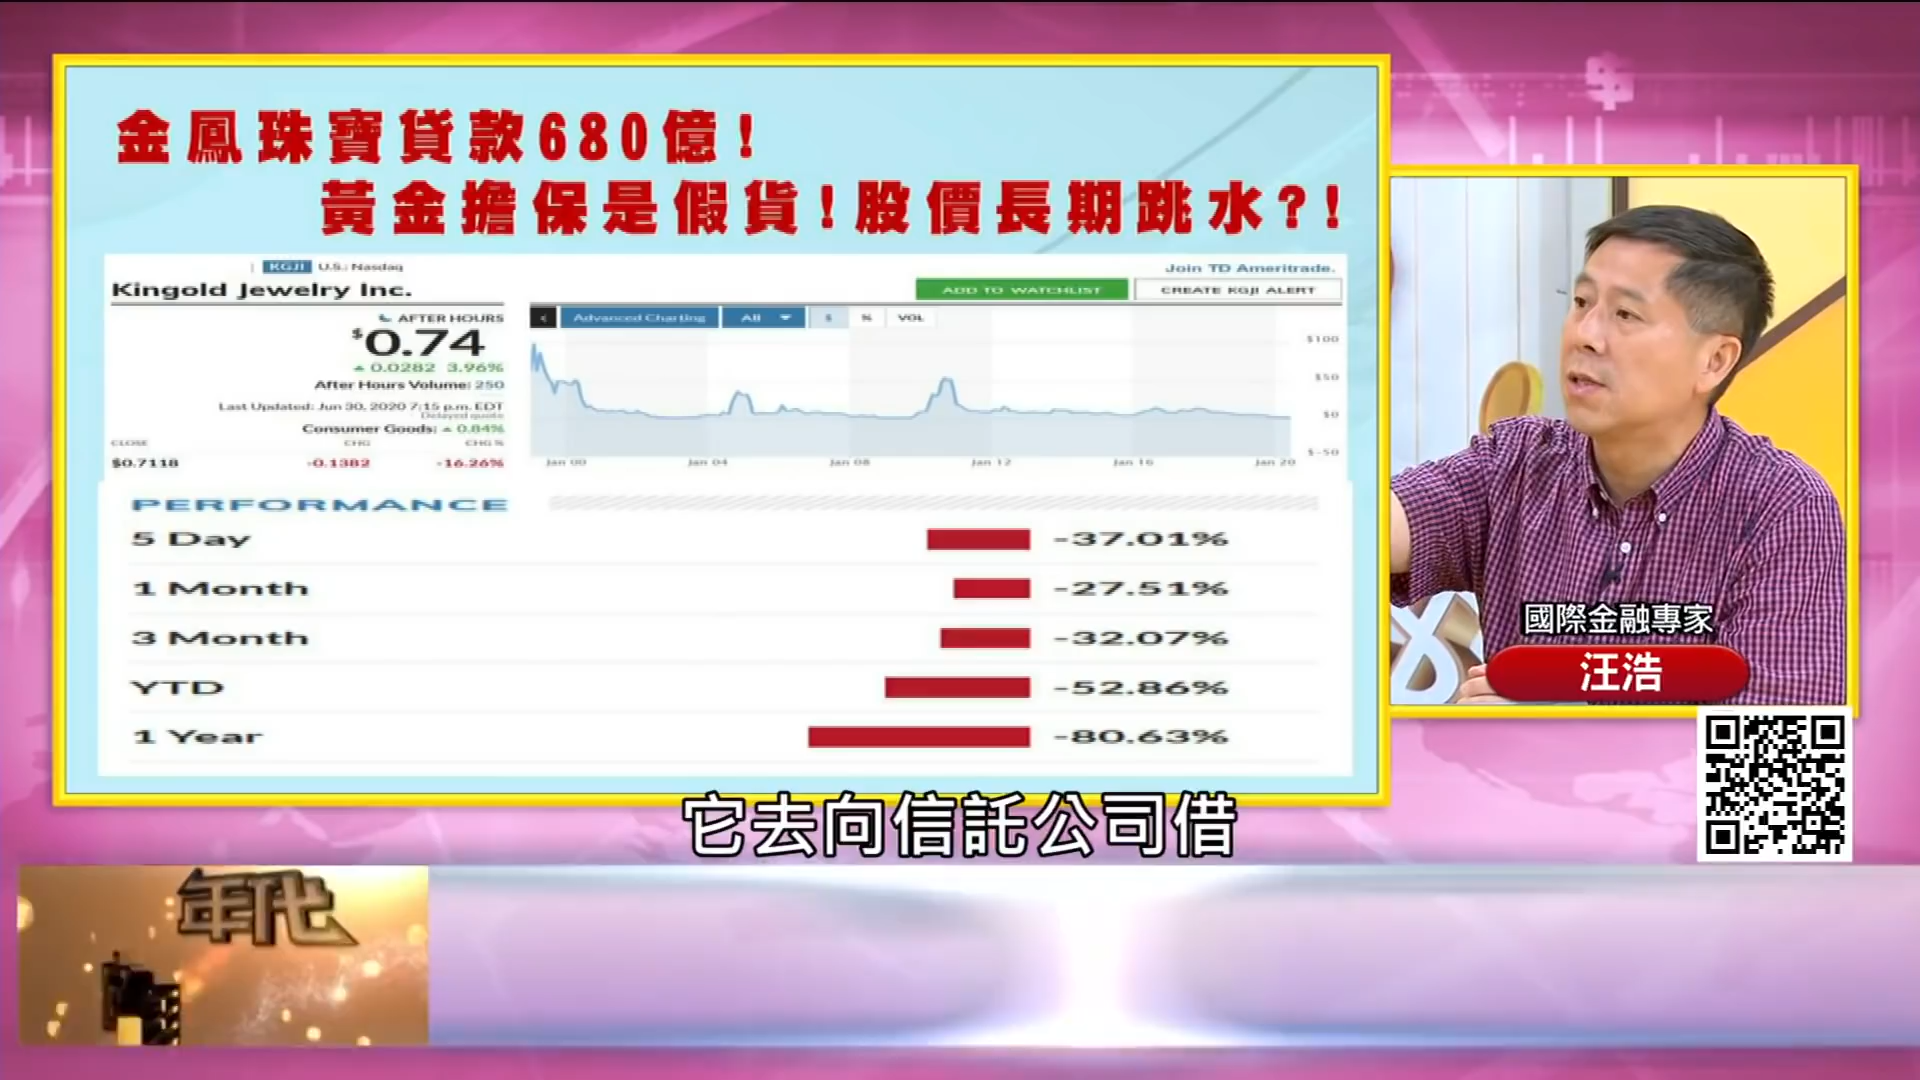 金鳳珠寶貸款680億！
黃金擔保是假貨！股價長期跳水？！
KGJI U.S.: Nasdaq
Join TD Ameritrade.
Kingold Jewelry Inc.
ADD TO WATCHLIST
CREATE KGJI ALERT
AFTER HOURS
$0.74
0.0282 3.96%
After Hours Volume: 250
Last Updated: Jun 30, 2020 7:15 p.m. EDT
Delayed quote
Consumer Goods: 0.84%
CLOSE CHG CHG %
$0.7118 -0.1382 -16.26%
Advanced Charting All $ % VOL
$100
$50
$0
$-50
Jan 00 Jan 04 Jan 08 Jan 12 Jan 16 Jan 20
PERFORMANCE
5 Day -37.01%
1 Month -27.51%
3 Month -32.07%
YTD -52.86%
1 Year -80.63%
國際金融專家
汪浩
它去向信託公司借
年代